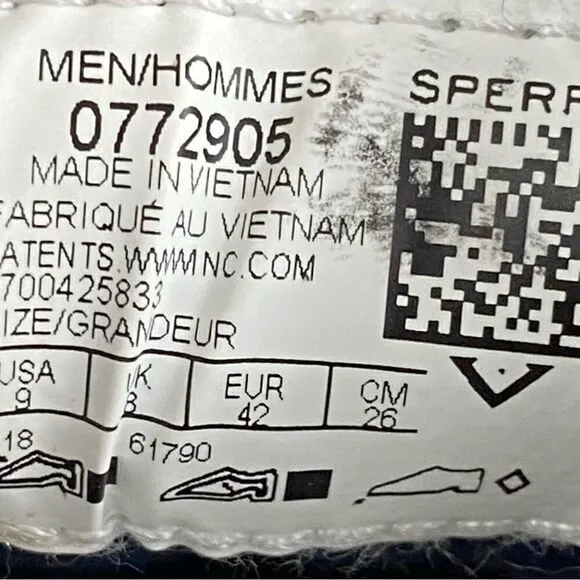 MEN/HOMMES
SPERR
0772905
MADE IN VIETNAM
FABRIQUÉ AU VIETNAM
ATENTS.WWWNC.COM
700425833
IZE/GRANDEUR
USA UK EUR CM
9 8 42 26
18 61790